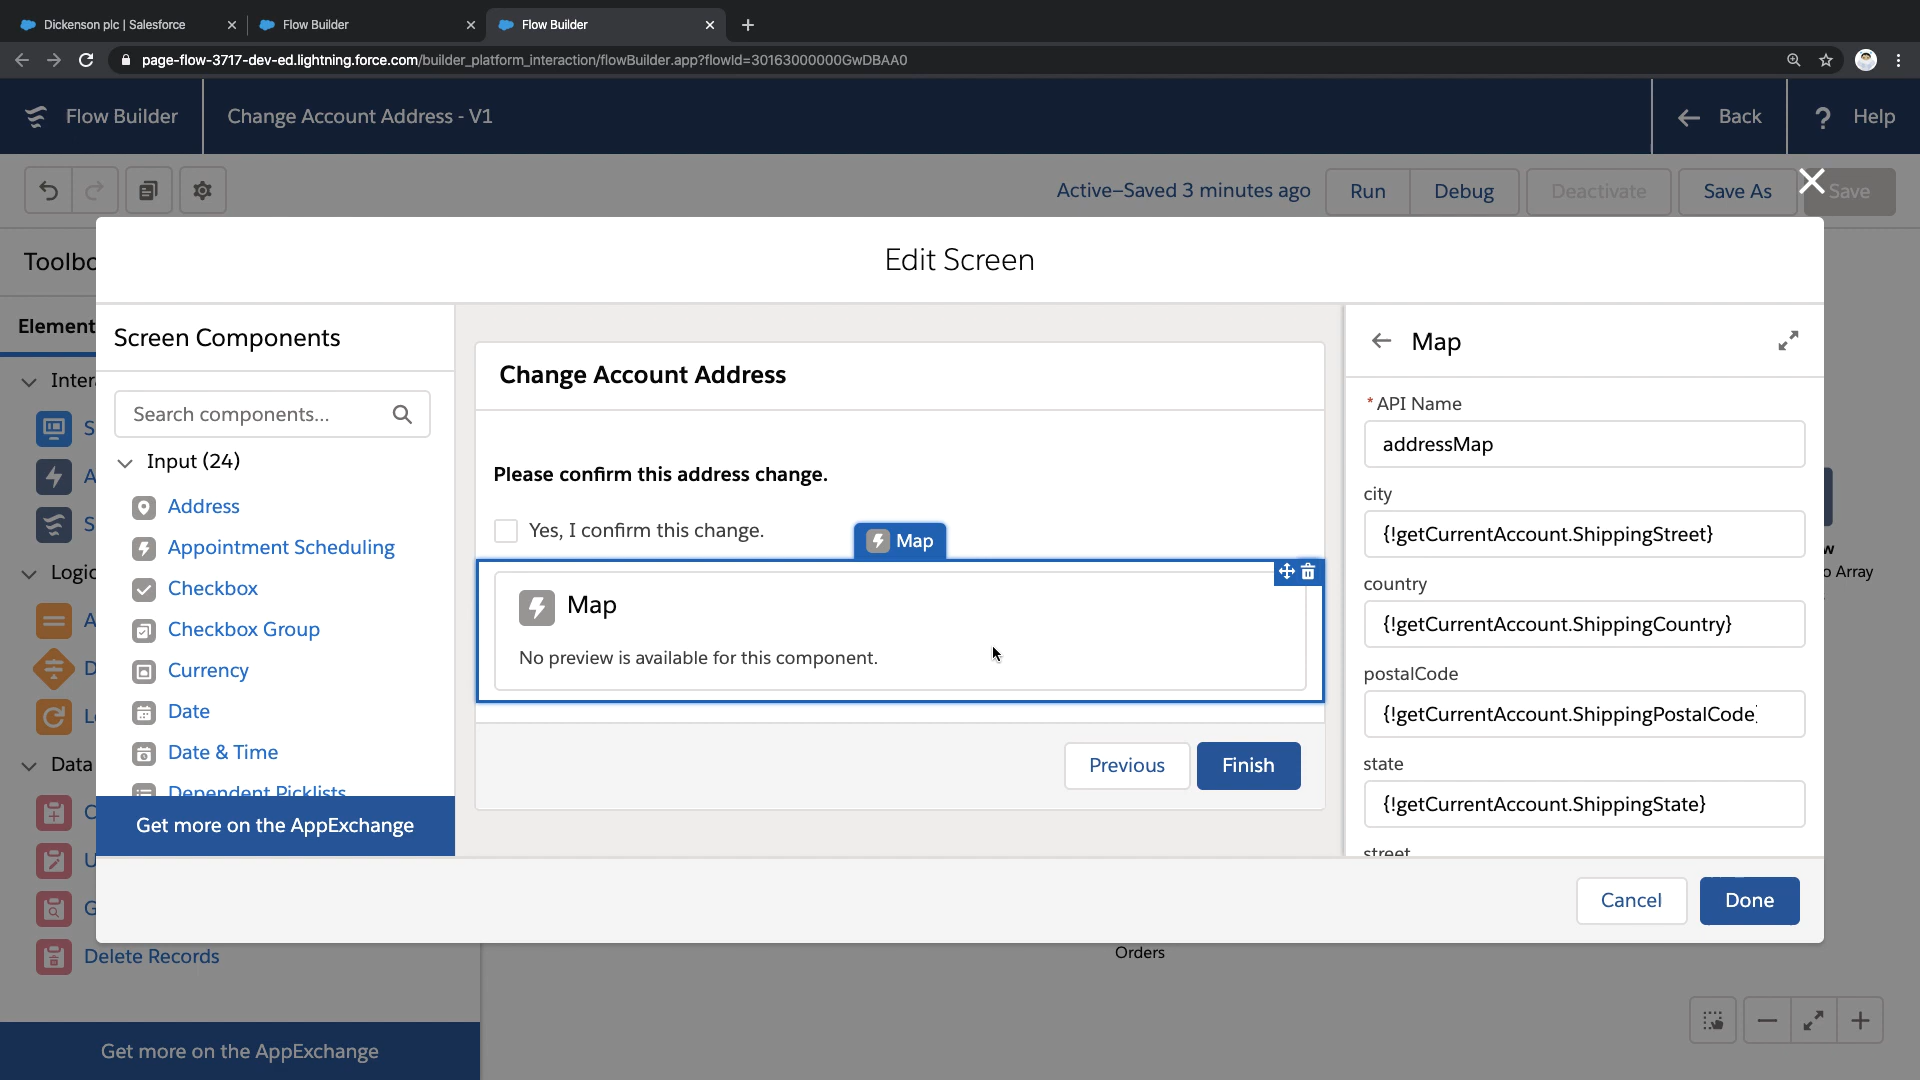 Dickenson plc | Salesforce
Flow Builder
Flow Builder
page-flow-3717-dev-ed.lightning.force.com/builder_platform_interaction/flowBuilder.app?flowId=30163000000GwDBAA0
Flow Builder
Change Account Address - V1
Back
? Help
Active–Saved 3 minutes ago
Run
Debug
Deactivate
Save As
Save
Toolbo
Edit Screen
Element
Screen Components
Inter
Search components...
Input (24)
Address
Appointment Scheduling
Checkbox
Checkbox Group
Currency
Date
Date & Time
Dependent Picklists
Get more on the AppExchange
S
A
S
Logic
A
D
L
Data
C
U
G
Delete Records
Get more on the AppExchange
Change Account Address
Please confirm this address change.
Yes, I confirm this change.
Map
Map
No preview is available for this component.
Previous
Finish
Map
* API Name
addressMap
city
{!getCurrentAccount.ShippingStreet}
country
{!getCurrentAccount.ShippingCountry}
postalCode
{!getCurrentAccount.ShippingPostalCode}
state
{!getCurrentAccount.ShippingState}
street
Cancel
Done
w
o Array
Orders